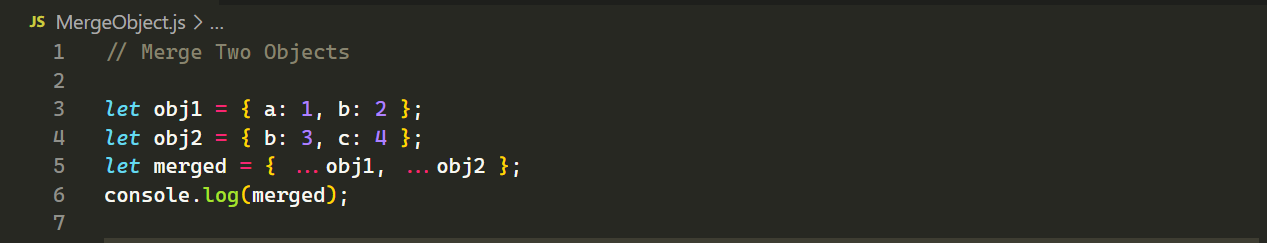 JS MergeObject.js > ...
1 // Merge Two Objects
2
3 let obj1 = { a: 1, b: 2 };
4 let obj2 = { b: 3, c: 4 };
5 let merged = { ...obj1, ...obj2 };
6 console.log(merged);
7